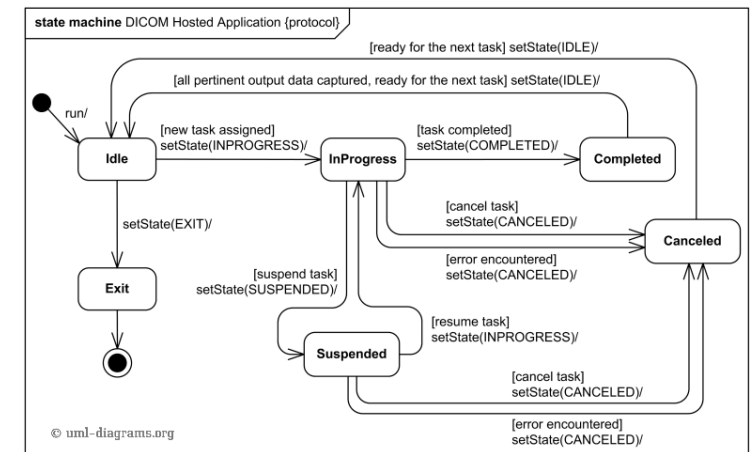 state machine DICOM Hosted Application {protocol}
[ready for the next task] setState(IDLE)/
[all pertinent output data captured, ready for the next task] setState(IDLE)/
run/
[new task assigned]
setState(INPROGRESS)/
[task completed]
setState(COMPLETED)/
Idle
InProgress
Completed
[cancel task]
setState(CANCELED)/
setState(EXIT)/
Canceled
[error encountered]
setState(CANCELED)/
[suspend task]
setState(SUSPENDED)/
Exit
[resume task]
setState(INPROGRESS)/
Suspended
[cancel task]
setState(CANCELED)/
[error encountered]
setState(CANCELED)/
© uml-diagrams.org